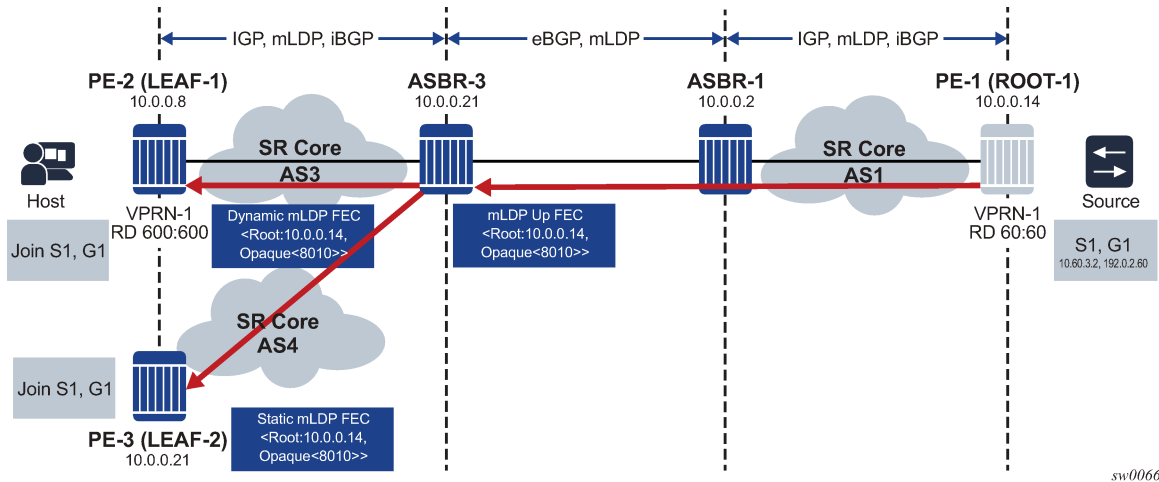 IGP, mLDP, iBGP
eBGP, mLDP
IGP, mLDP, iBGP
PE-2 (LEAF-1)
10.0.0.8
ASBR-3
10.0.0.21
ASBR-1
10.0.0.2
PE-1 (ROOT-1)
10.0.0.14
SR Core
AS3
SR Core
AS1
Host
Source
Join S1, G1
VPRN-1
RD 600:600
Dynamic mLDP FEC
<Root:10.0.0.14,
Opaque<8010>>
mLDP Up FEC
<Root:10.0.0.14,
Opaque<8010>>
VPRN-1
RD 60:60
S1, G1
10.60.3.2, 192.0.2.60
SR Core
AS4
Join S1, G1
PE-3 (LEAF-2)
10.0.0.21
Static mLDP FEC
<Root:10.0.0.14,
Opaque<8010>>
sw0066